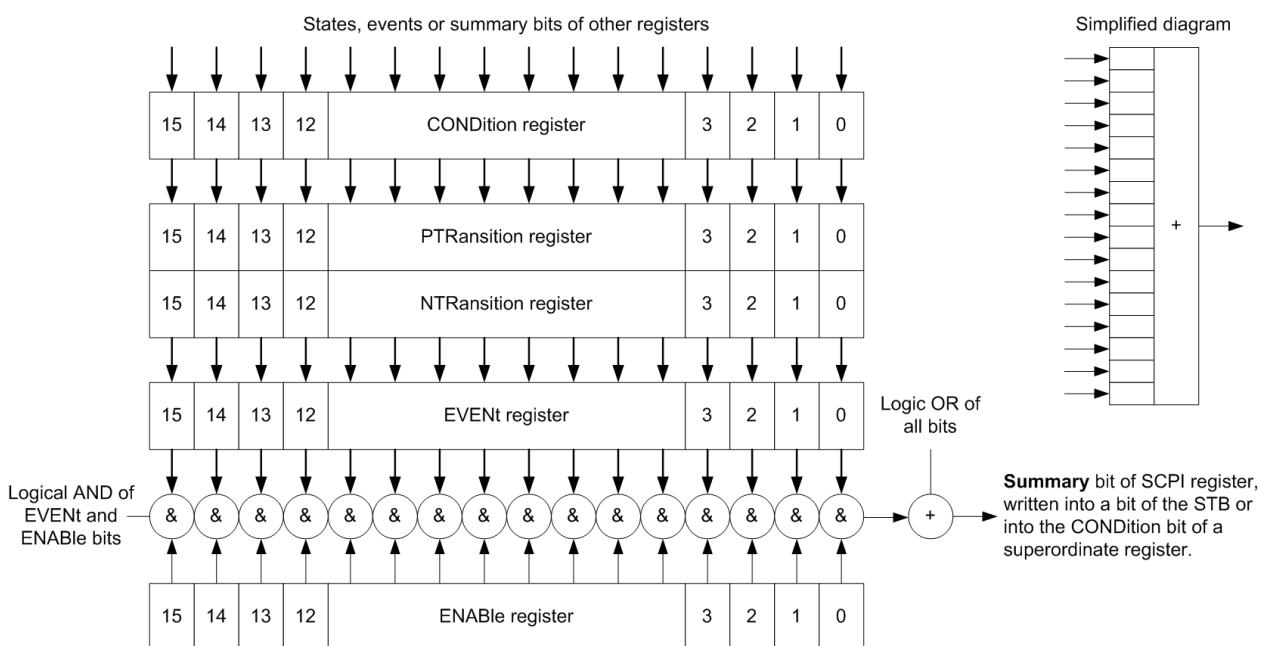 States, events or summary bits of other registers
Simplified diagram
15 14 13 12 CONDition register 3 2 1 0
15 14 13 12 PTRansition register 3 2 1 0
+
15 14 13 12 NTRansition register 3 2 1 0
15 14 13 12 EVENt register 3 2 1 0
Logic OR of
all bits
Logical AND of
EVENt and
ENABle bits
& & & & & & & & & & & & & & & & +
Summary bit of SCPI register,
written into a bit of the STB or
into the CONDition bit of a
superordinate register.
15 14 13 12 ENABle register 3 2 1 0